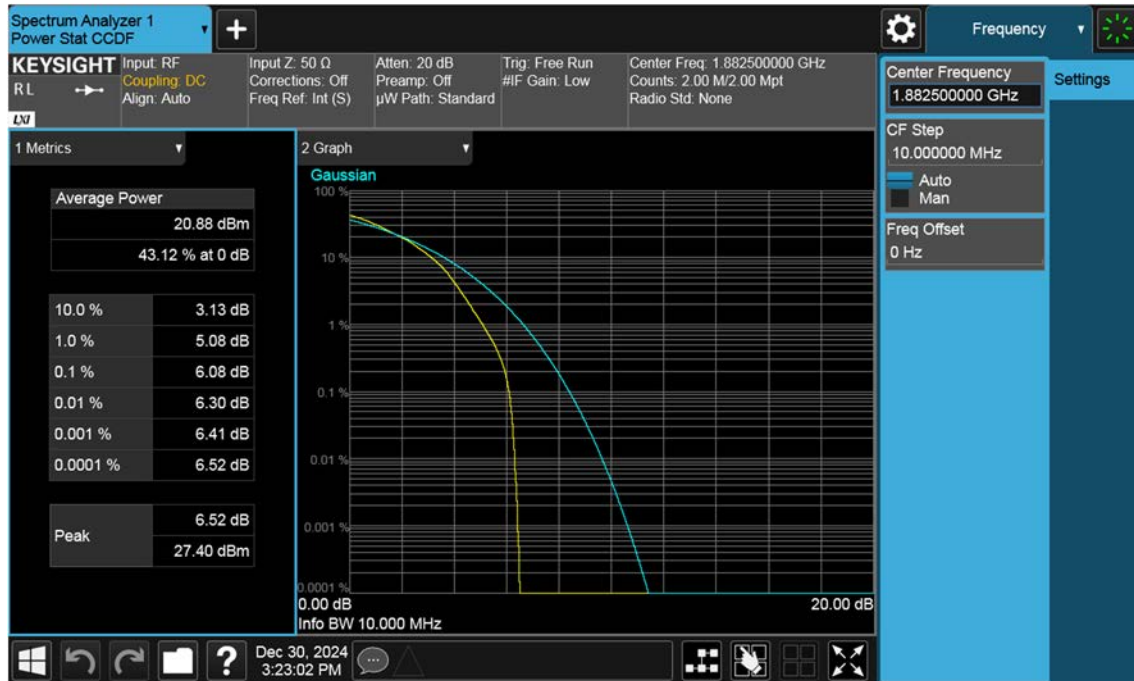 Spectrum Analyzer 1
Power Stat CCDF
Frequency
KEYSIGHT
RL
LXI
Input: RF
Coupling: DC
Align: Auto
Input Z: 50 Ω
Corrections: Off
Freq Ref: Int (S)
Atten: 20 dB
Preamp: Off
µW Path: Standard
Trig: Free Run
#IF Gain: Low
Center Freq: 1.882500000 GHz
Counts: 2.00 M/2.00 Mpt
Radio Std: None
Center Frequency
1.882500000 GHz
Settings
CF Step
10.000000 MHz
Auto
Man
Freq Offset
0 Hz
1 Metrics
Average Power
20.88 dBm
43.12 % at 0 dB
10.0 % 3.13 dB
1.0 % 5.08 dB
0.1 % 6.08 dB
0.01 % 6.30 dB
0.001 % 6.41 dB
0.0001 % 6.52 dB
Peak
6.52 dB
27.40 dBm
2 Graph
Gaussian
100 %
10 %
1 %
0.1 %
0.01 %
0.001 %
0.0001 %
0.00 dB 20.00 dB
Info BW 10.000 MHz
?
Dec 30, 2024
3:23:02 PM